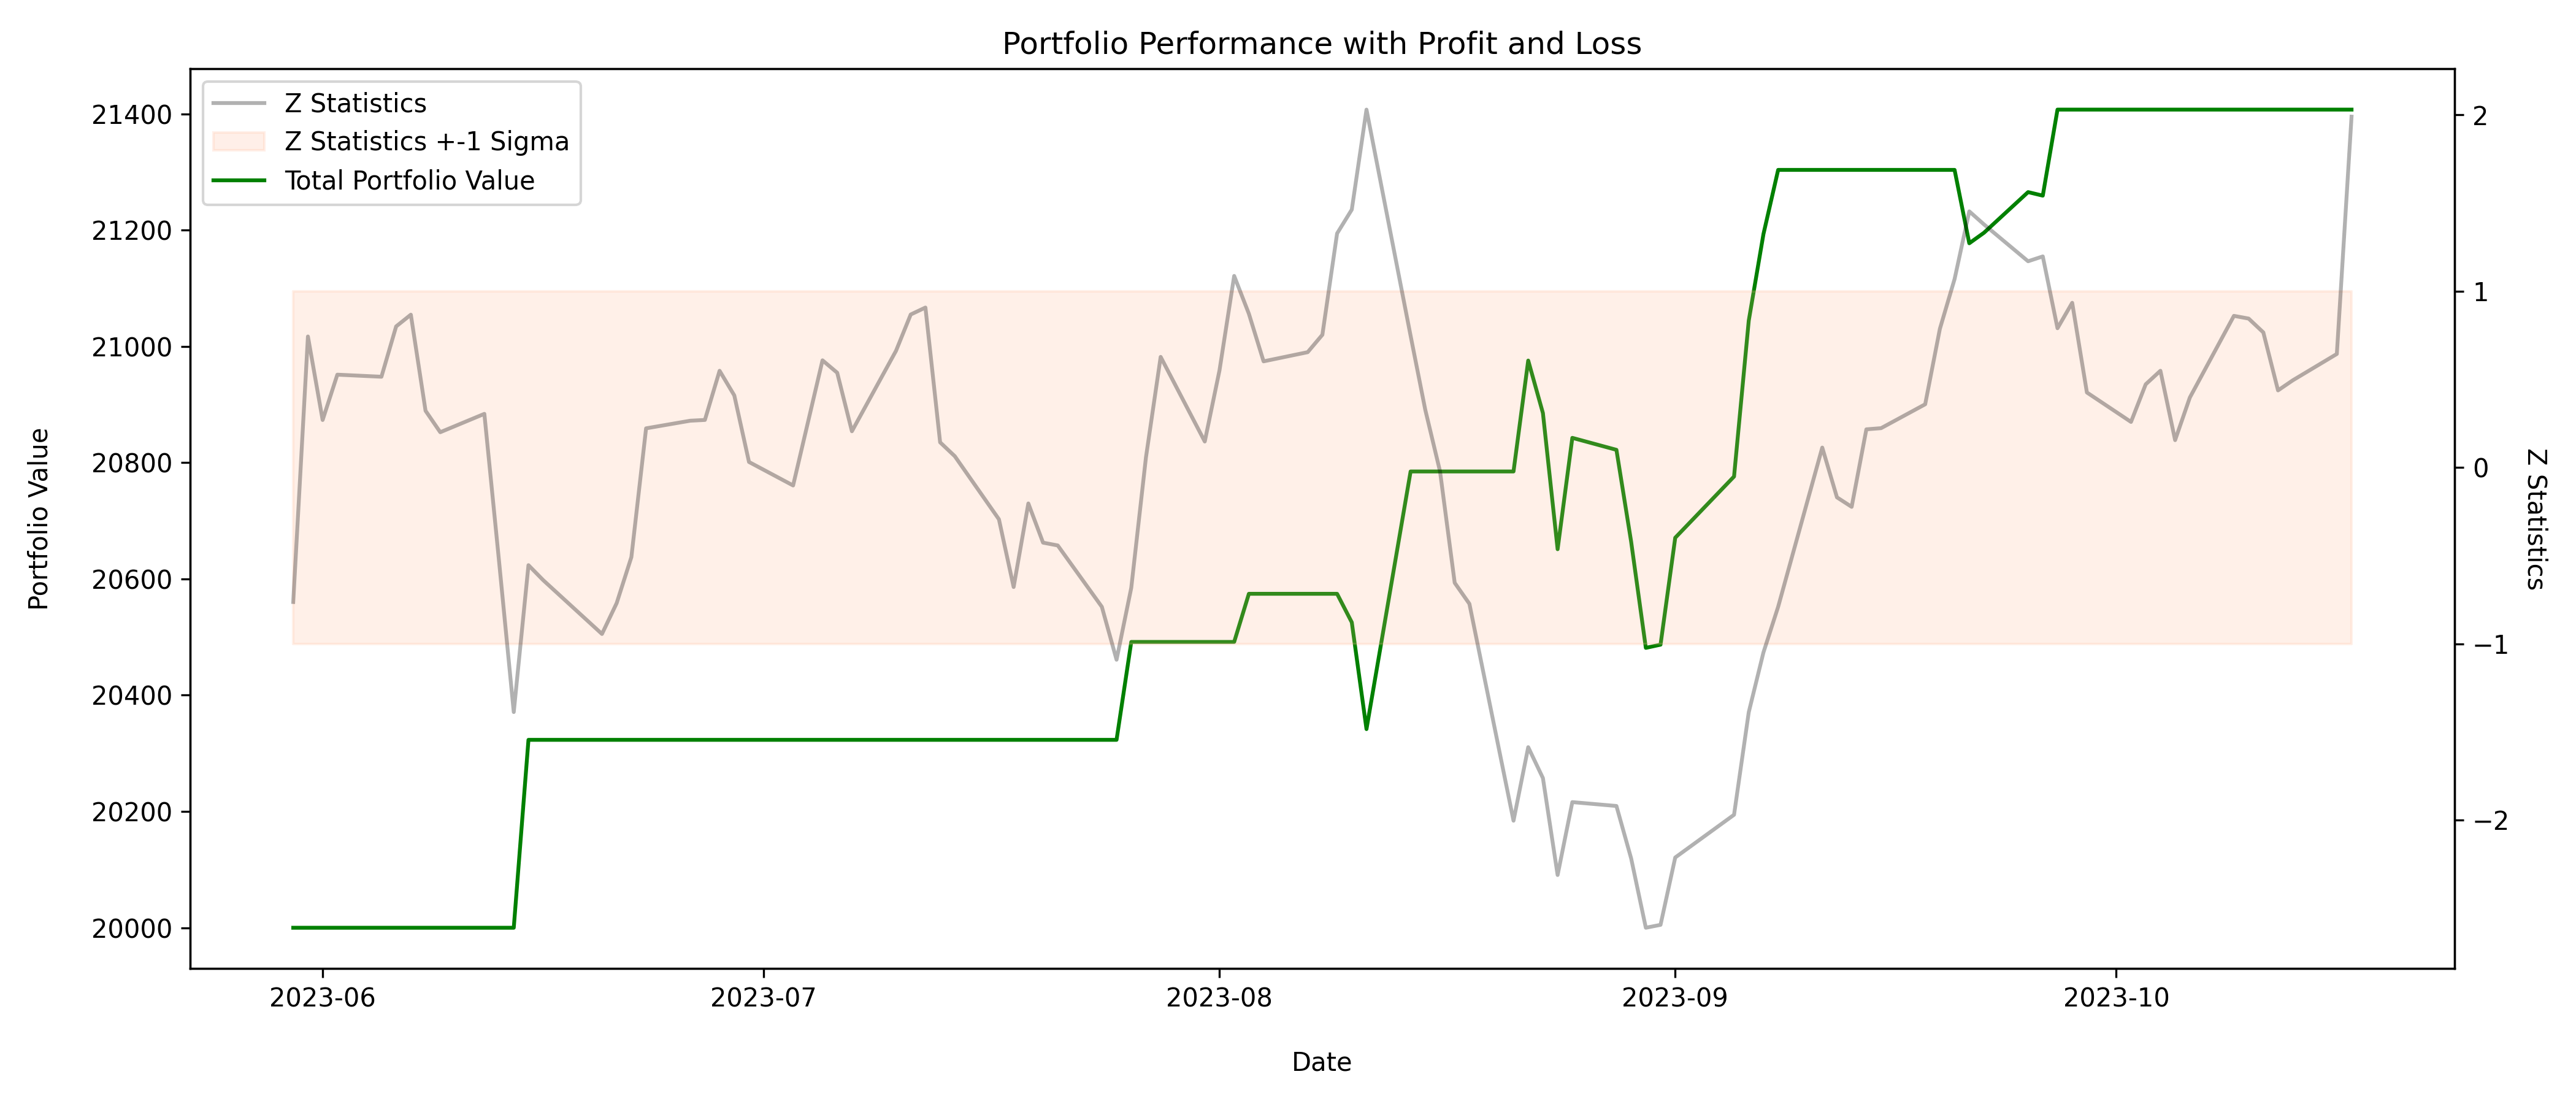 Portfolio Performance with Profit and Loss
Z Statistics
Z Statistics +-1 Sigma
Total Portfolio Value
21400
21200
21000
20800
20600
20400
20200
20000
Portfolio Value
2
1
0
−1
−2
Z Statistics
2023-06
2023-07
2023-08
2023-09
2023-10
Date